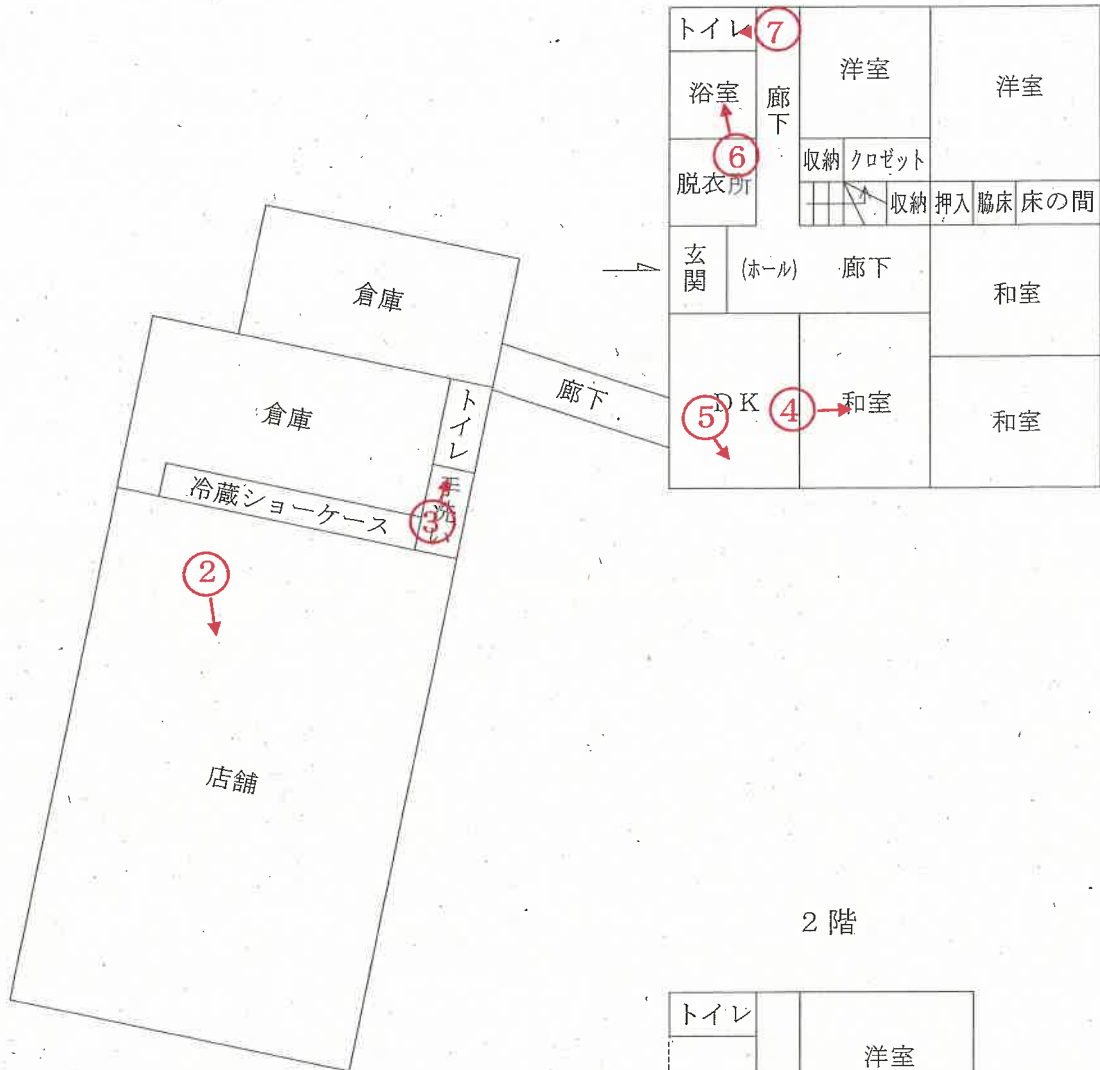 トイレ
⑦
洋室
洋室
浴室
廊下
⑥
収納
クロゼット
脱衣所
収納
押入
脇床
床の間
玄関
(ホール)
廊下
和室
倉庫
廊下
倉庫
トイレ
DK
⑤
④
和室
和室
冷蔵ショーケース
手洗い
③
②
店舗
2階
トイレ
洋室